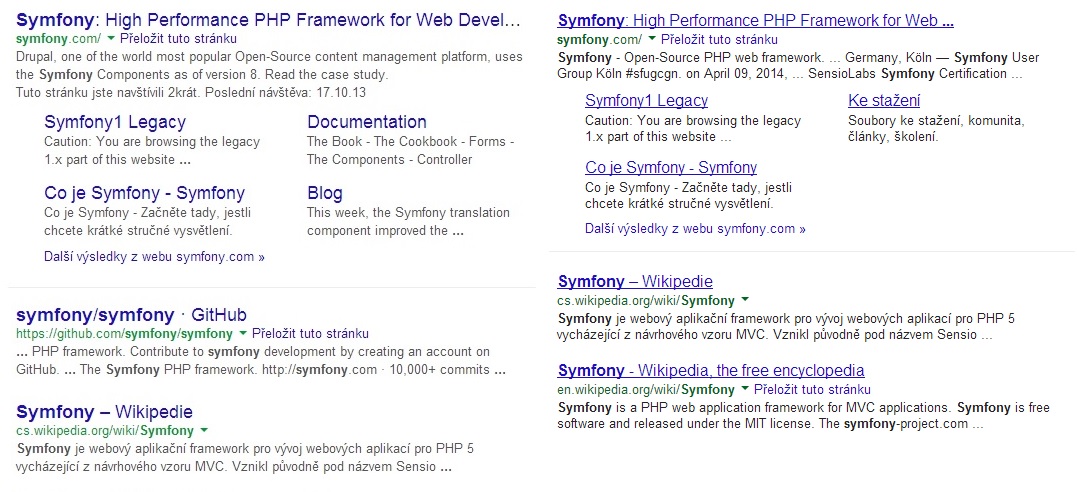 Symfony: High Performance PHP Framework for Web Devel...
symfony.com/ ▼ Přeložit tuto stránku
Drupal, one of the world most popular Open-Source content management platform, uses
the Symfony Components as of version 8. Read the case study.
Tuto stránku jste navštívili 2krát. Poslední návštěva: 17.10.13
Symfony1 Legacy
Caution: You are browsing the legacy
1.x part of this website ...
Documentation
The Book - The Cookbook - Forms -
The Components - Controller
Co je Symfony - Symfony
Co je Symfony - Začněte tady, jestli
chcete krátké stručné vysvětlení.
Blog
This week, the Symfony translation
component improved the ...
Další výsledky z webu symfony.com »
symfony/symfony · GitHub
https://github.com/symfony/symfony ▼ Přeložit tuto stránku
... PHP framework. Contribute to symfony development by creating an account on
GitHub. ... The Symfony PHP framework. http://symfony.com · 10,000+ commits ...
Symfony – Wikipedie
cs.wikipedia.org/wiki/Symfony ▼
Symfony je webový aplikační framework pro vývoj webových aplikací pro PHP 5
vycházející z návrhového vzoru MVC. Vznikl původně pod názvem Sensio ...
Symfony: High Performance PHP Framework for Web ...
symfony.com/ ▼ Přeložit tuto stránku
Symfony - Open-Source PHP web framework. ... Germany, Köln — Symfony User
Group Köln #sfugcgn. on April 09, 2014, ... SensioLabs Symfony Certification ...
Symfony1 Legacy
Caution: You are browsing the legacy
1.x part of this website ...
Ke stažení
Soubory ke stažení, komunita,
články, školení.
Co je Symfony - Symfony
Co je Symfony - Začněte tady, jestli
chcete krátké stručné vysvětlení.
Další výsledky z webu symfony.com »
Symfony – Wikipedie
cs.wikipedia.org/wiki/Symfony ▼
Symfony je webový aplikační framework pro vývoj webových aplikací pro PHP 5
vycházející z návrhového vzoru MVC. Vznikl původně pod názvem Sensio ...
Symfony - Wikipedia, the free encyclopedia
en.wikipedia.org/wiki/Symfony ▼ Přeložit tuto stránku
Symfony is a PHP web application framework for MVC applications. Symfony is free
software and released under the MIT license. The symfony-project.com ...